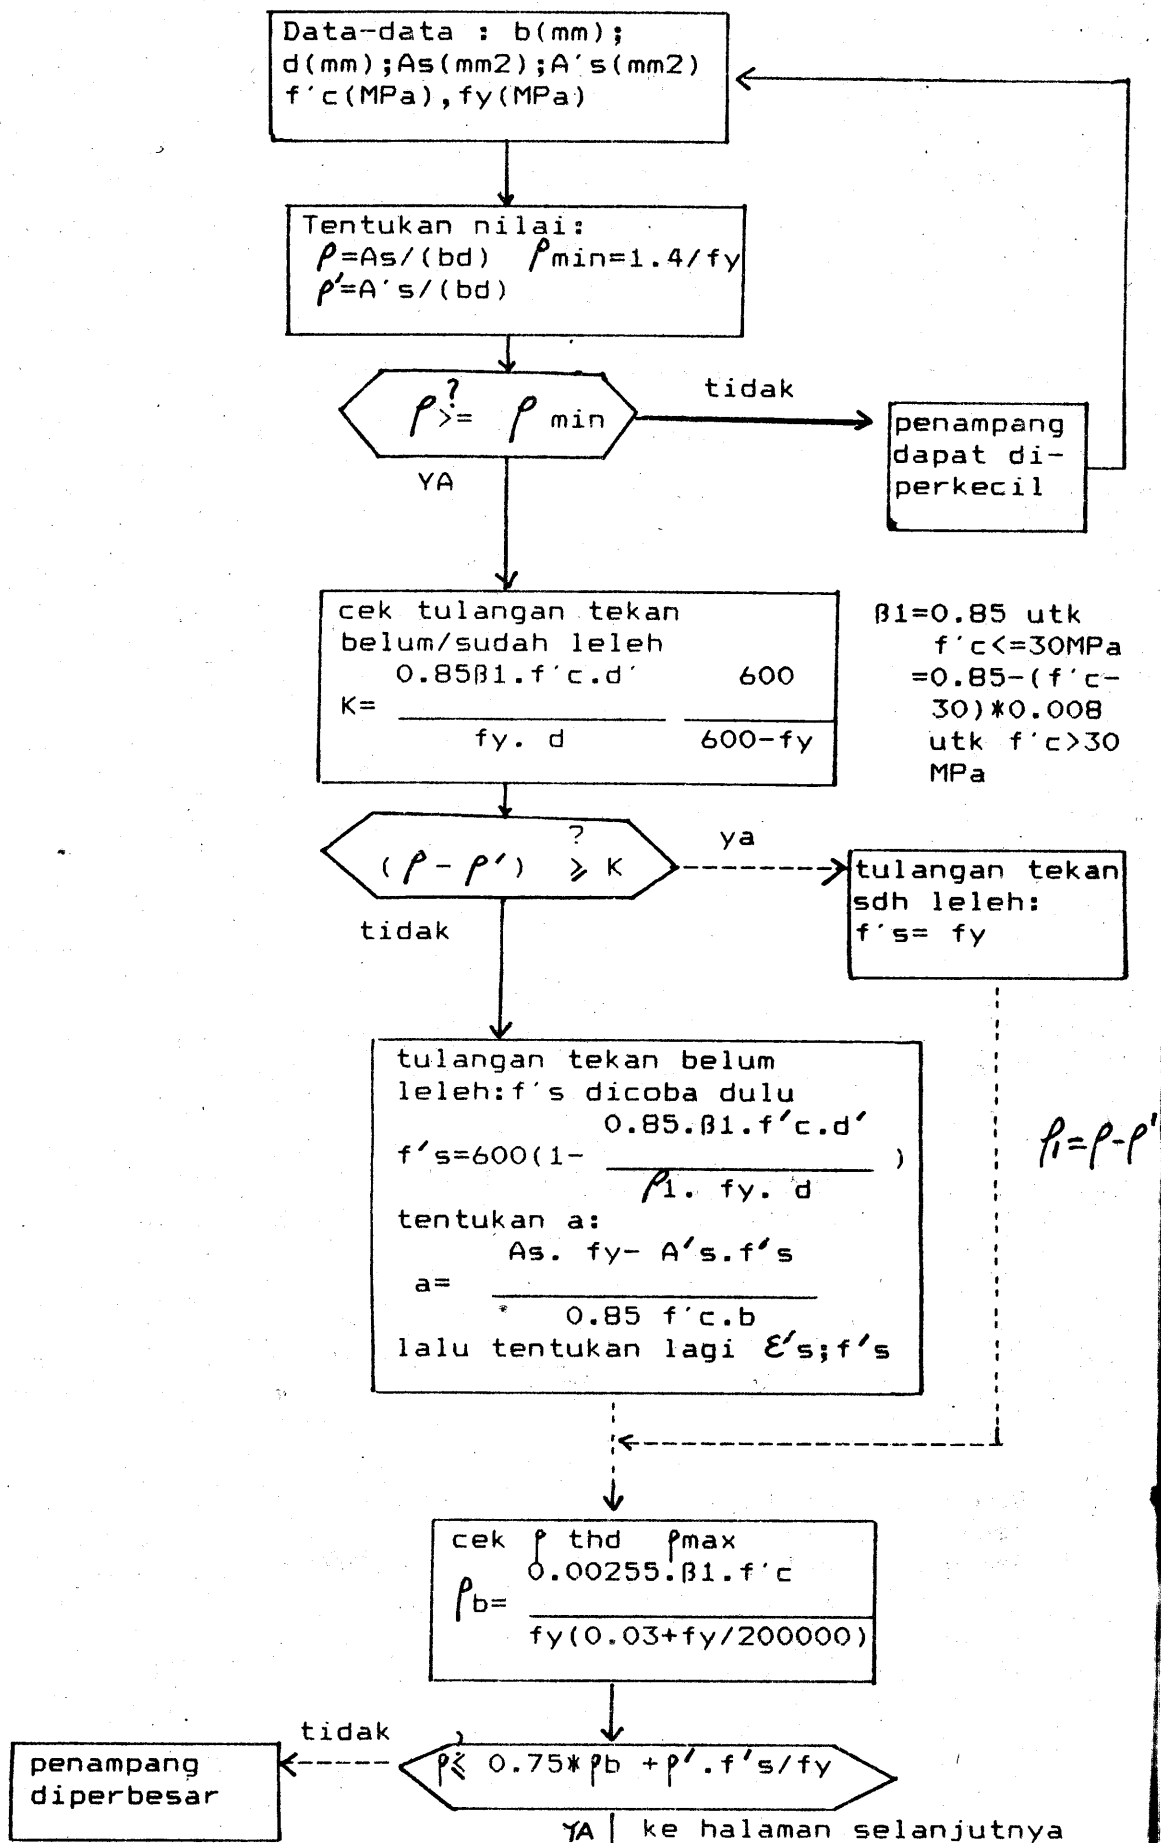 Data-data : b(mm);
d(mm);As(mm2);A's(mm2)
f'c(MPa),fy(MPa)
Tentukan nilai:
ρ=As/(bd) ρmin=1.4/fy
ρ'=A's/(bd)
?
ρ >= ρ min
tidak
YA
penampang
dapat di-
perkecil
cek tulangan tekan
belum/sudah leleh
0.85β1.f'c.d' 600
K=
fy. d 600-fy
β1=0.85 utk
f'c<=30MPa
=0.85-(f'c-
30)*0.008
utk f'c>30
MPa
?
(ρ-ρ') ≥ K
ya
tidak
tulangan tekan
sdh leleh:
f's= fy
tulangan tekan belum
leleh:f's dicoba dulu
0.85.β1.f'c.d'
f's=600(1- )
ρ1. fy. d
ρ1=ρ-ρ'
tentukan a:
As. fy- A's.f's
a=
0.85 f'c.b
lalu tentukan lagi ε's;f's
cek ρ thd ρmax
0.00255.β1.f'c
ρb=
fy(0.03+fy/200000)
tidak
?
ρ≤ 0.75*ρb +ρ'.f's/fy
penampang
diperbesar
YA ke halaman selanjutnya